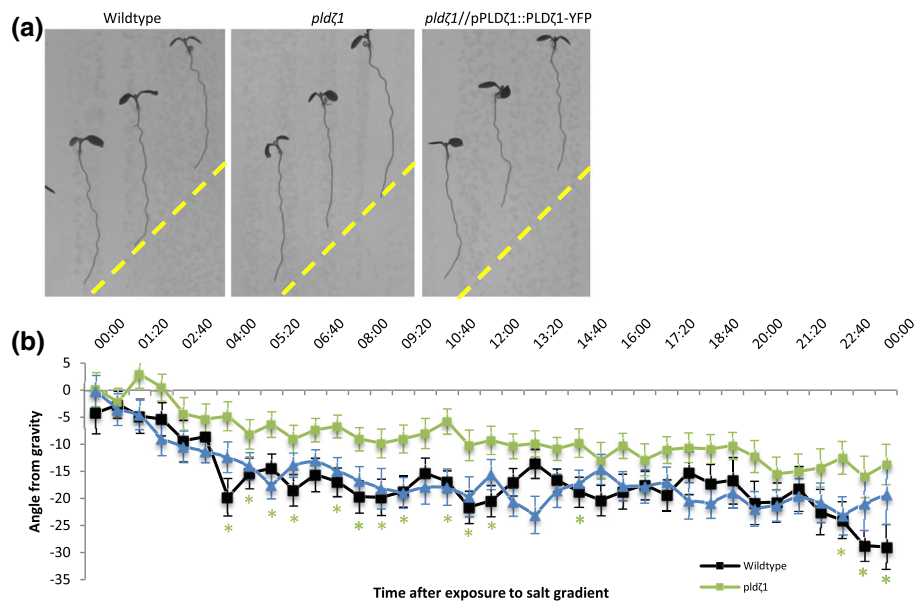 (a)
Wildtype
pldζ1
pldζ1//pPLDζ1::PLDζ1-YFP
(b)
00:00
01:20
02:40
04:00
05:20
06:40
08:00
09:20
10:40
12:00
13:20
14:40
16:00
17:20
18:40
20:00
21:20
22:40
00:00
5
0
-5
-10
-15
-20
-25
-30
-35
Angle from gravity
* * * * * * * * * * * * * * *
Wildtype
pldζ1
Time after exposure to salt gradient